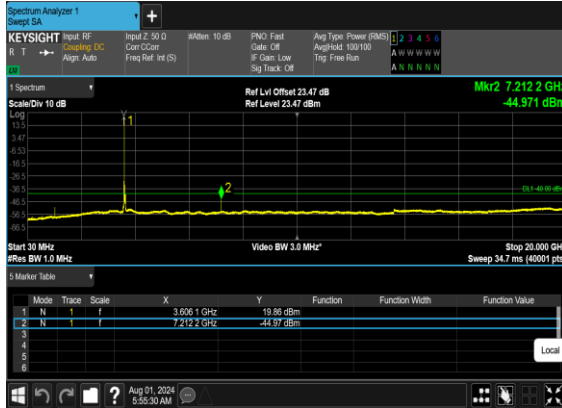 Spectrum Analyzer 1
Swept SA
+
KEYSIGHT Input: RF Input Z: 50 Ω #Atten: 10 dB PNO: Fast Avg Type: Power (RMS) 1 2 3 4 5 6
R T Coupling: DC Corr CCorr Gate: Off Avg|Hold: 100/100 A W W W W W
Align: Auto Freq Ref: Int (S) IF Gain: Low Trig: Free Run
LXI Sig Track: Off A N N N N N
1 Spectrum Ref Lvl Offset 23.47 dB Mkr2 7.212 2 GHz
Scale/Div 10 dB Ref Level 23.47 dBm -44.971 dBm
Log
13.5 1
3.47
-6.53
-16.5
-26.5
-36.5 2 DL1 -40.00 dBm
-46.5
-56.5
-66.5
Start 30 MHz Video BW 3.0 MHz* Stop 20.000 GHz
#Res BW 1.0 MHz Sweep 34.7 ms (40001 pts)
5 Marker Table
Mode Trace Scale X Y Function Function Width Function Value
1 N 1 f 3.606 1 GHz 19.86 dBm
2 N 1 f 7.212 2 GHz -44.97 dBm
3
4
5
6
Local
? Aug 01, 2024
5:55:30 AM